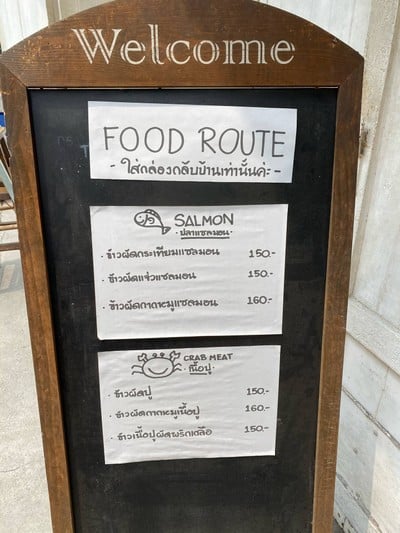 Welcome
FOOD ROUTE
- ใส่กล่องกลับบ้านเท่านั้นค่ะ -
SALMON
· ปลาแซลมอน
· ข้าวผัดกระเทียมแซลมอน 150.-
· ข้าวผัดแจ่วแซลมอน 150.-
· ข้าวผัดกากหมูแซลมอน 160.-
CRAB MEAT
· เนื้อปู ·
· ข้าวผัดปู 150.-
· ข้าวผัดกากหมูเนื้อปู 160.-
· ข้าวเนื้อปูผัดพริกเกลือ 150.-